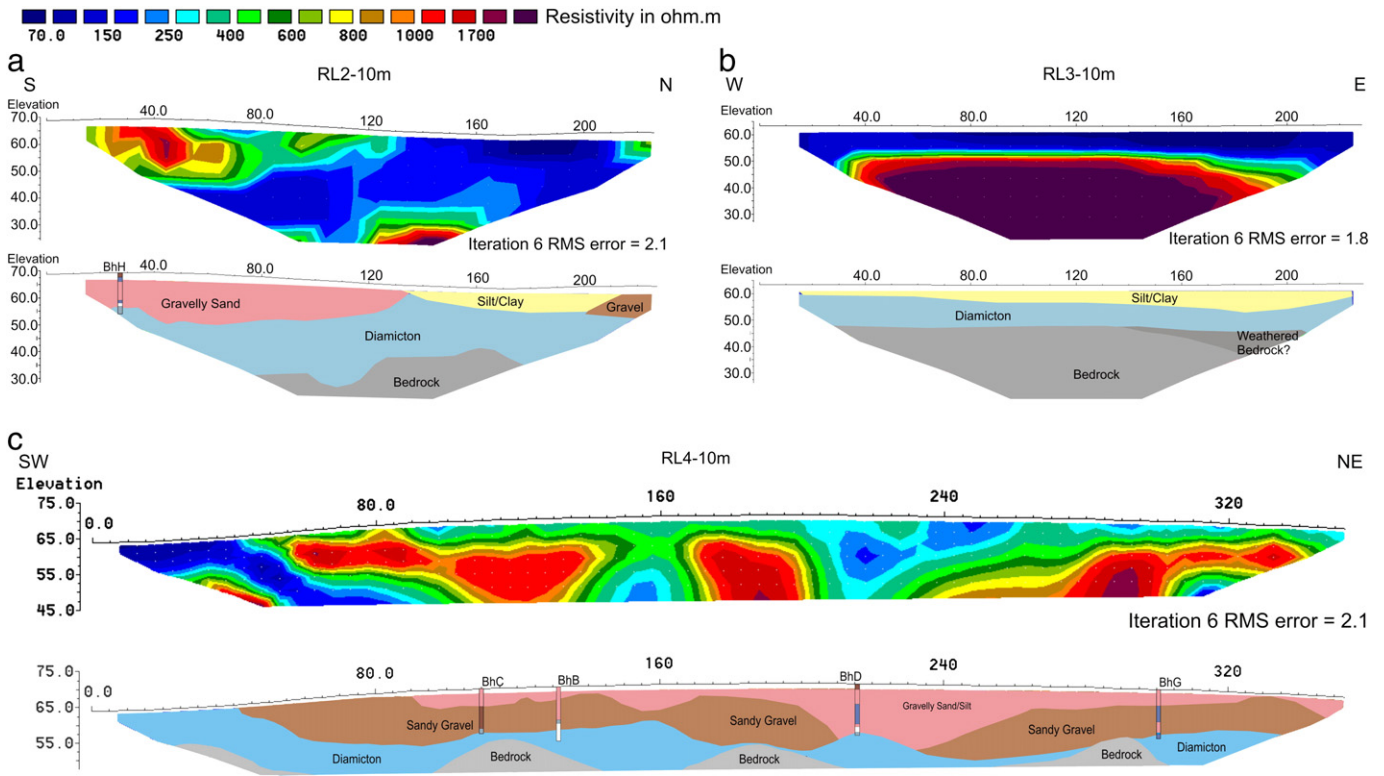 Resistivity in ohm.m
70.0 150 250 400 600 800 1000 1700
a
RL2-10m
S N
Elevation
70.0
60.0
50.0
40.0
30.0
40.0 80.0 120 160 200
Iteration 6 RMS error = 2.1
Elevation
70.0
60.0
50.0
40.0
30.0
BhH
40.0 80.0 120 160 200
Gravelly Sand
Silt/Clay
Gravel
Diamicton
Bedrock
b
RL3-10m
W E
Elevation
60.0
50.0
40.0
30.0
40.0 80.0 120 160 200
Iteration 6 RMS error = 1.8
Elevation
60.0
50.0
40.0
30.0
40.0 80.0 120 160 200
Silt/Clay
Diamicton
Weathered
Bedrock?
Bedrock
c
RL4-10m
SW NE
Elevation
75.0
65.0
55.0
45.0
0.0 80.0 160 240 320
Iteration 6 RMS error = 2.1
75.0
65.0
55.0
0.0 80.0 160 240 320
BhC BhB BhD BhG
Gravelly Sand/Silt
Sandy Gravel Sandy Gravel Sandy Gravel
Diamicton Bedrock Bedrock Bedrock Diamicton